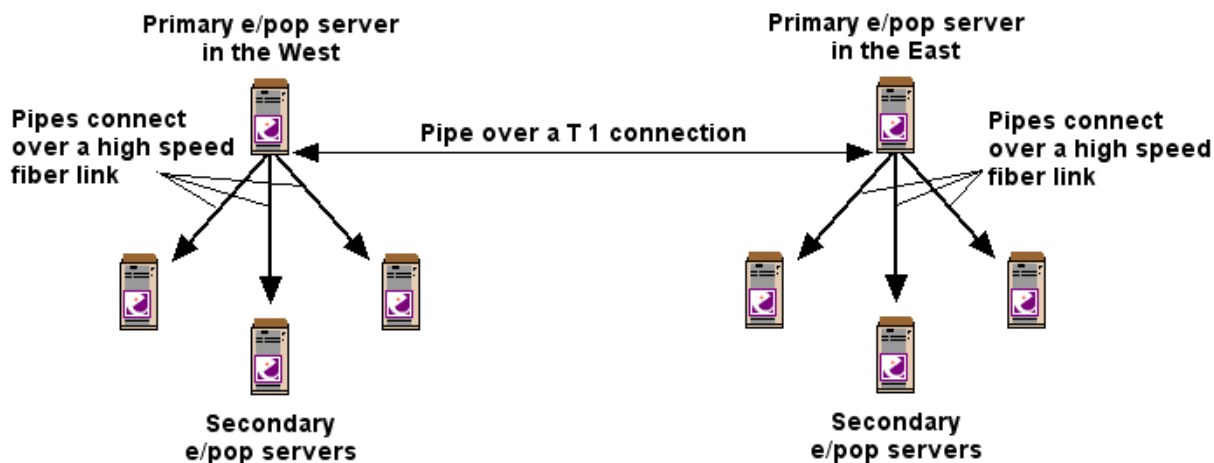 Primary e/pop server
in the West
Primary e/pop server
in the East
Pipes connect
over a high speed
fiber link
Pipe over a T 1 connection
Pipes connect
over a high speed
fiber link
Secondary
e/pop servers
Secondary
e/pop servers